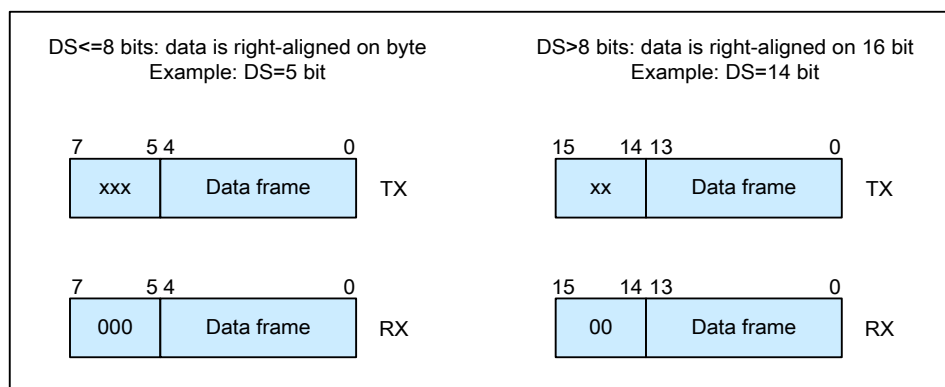 DS<=8 bits: data is right-aligned on byte
Example: DS=5 bit
7 5 4 0
xxx Data frame TX
7 5 4 0
000 Data frame RX
DS>8 bits: data is right-aligned on 16 bit
Example: DS=14 bit
15 14 13 0
xx Data frame TX
15 14 13 0
00 Data frame RX